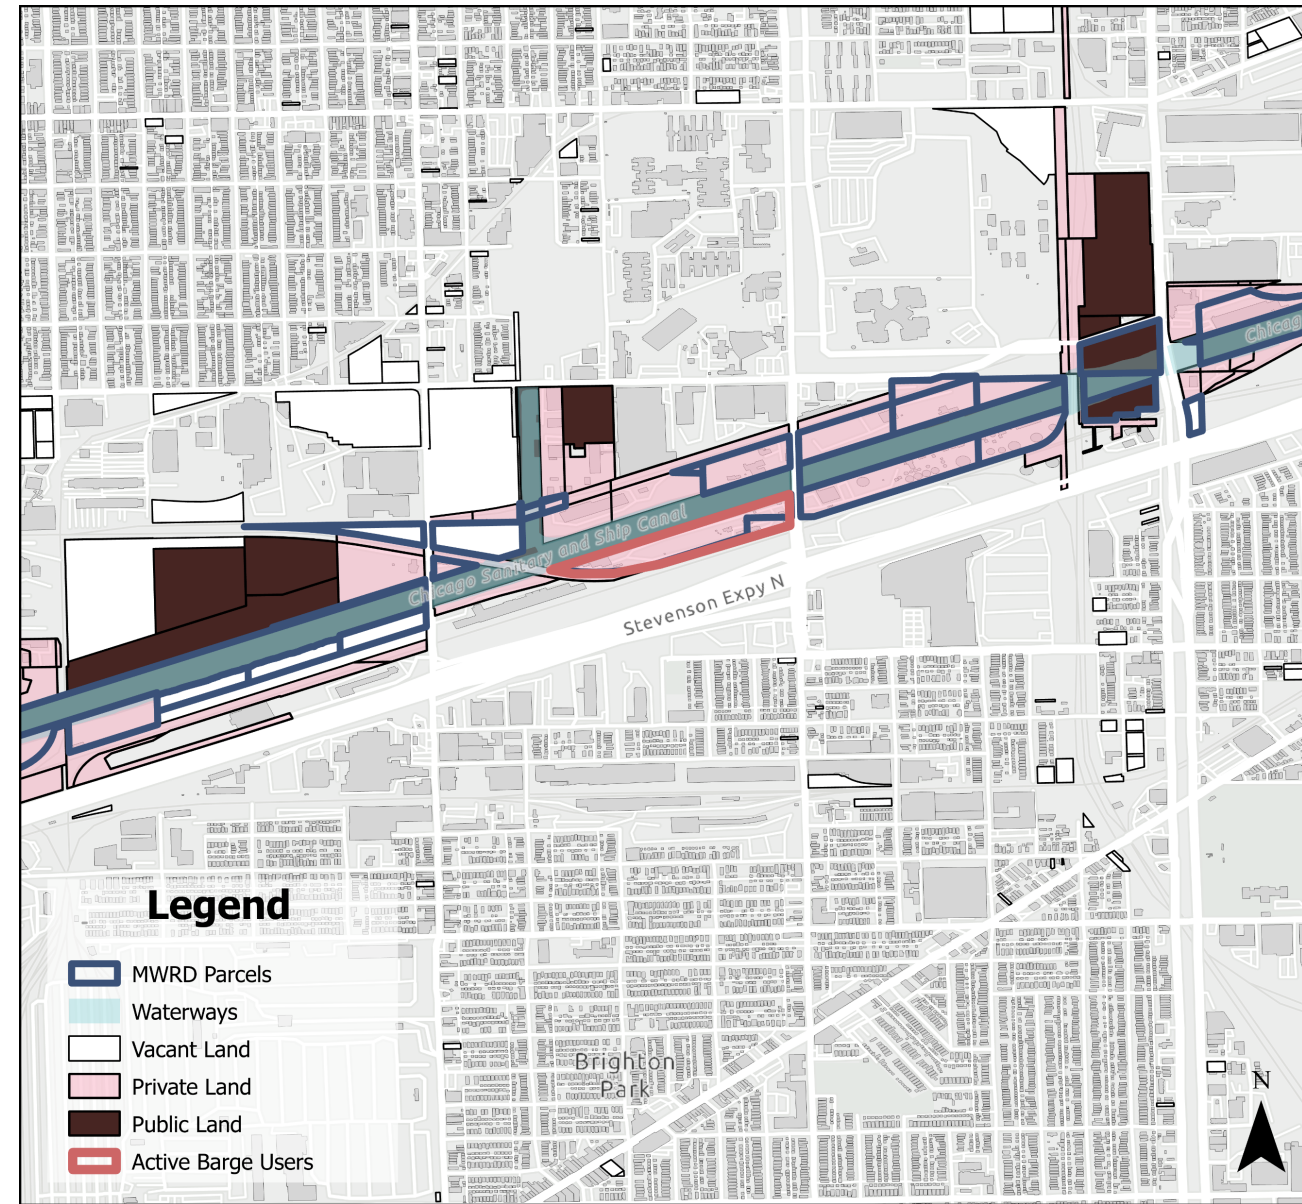 Chicag
Chicago Sanitary and Ship Canal
Stevenson Expy N
Legend
MWRD Parcels
Waterways
Vacant Land
Private Land
Public Land
Active Barge Users
Brighton
Park
N